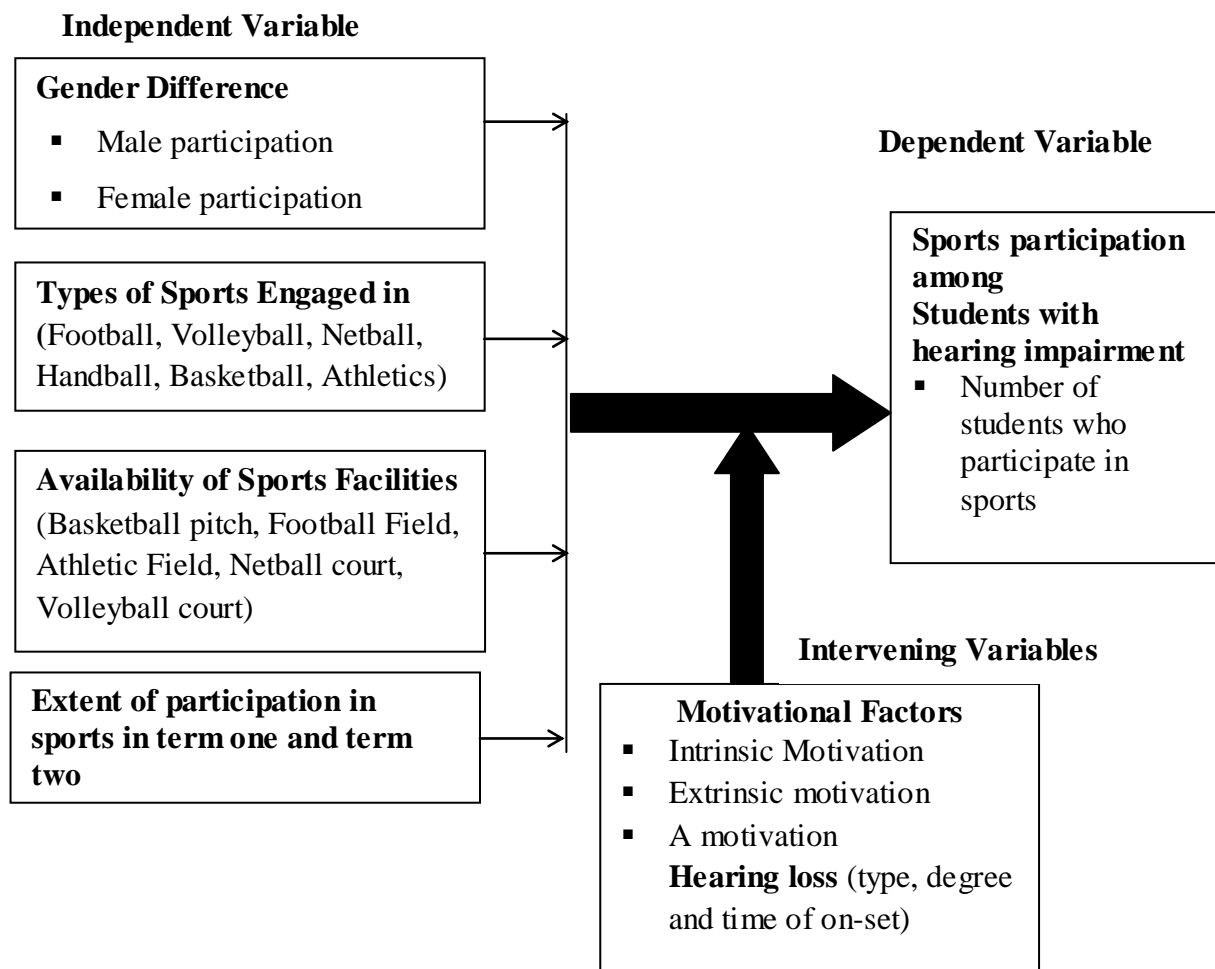 Independent Variable
Gender Difference
▪ Male participation
▪ Female participation
Types of Sports Engaged in
(Football, Volleyball, Netball,
Handball, Basketball, Athletics)
Availability of Sports Facilities
(Basketball pitch, Football Field,
Athletic Field, Netball court,
Volleyball court)
Extent of participation in
sports in term one and term
two
Dependent Variable
Sports participation
among
Students with
hearing impairment
▪ Number of
students who
participate in
sports
Intervening Variables
Motivational Factors
▪ Intrinsic Motivation
▪ Extrinsic motivation
▪ A motivation
Hearing loss (type, degree
and time of on-set)